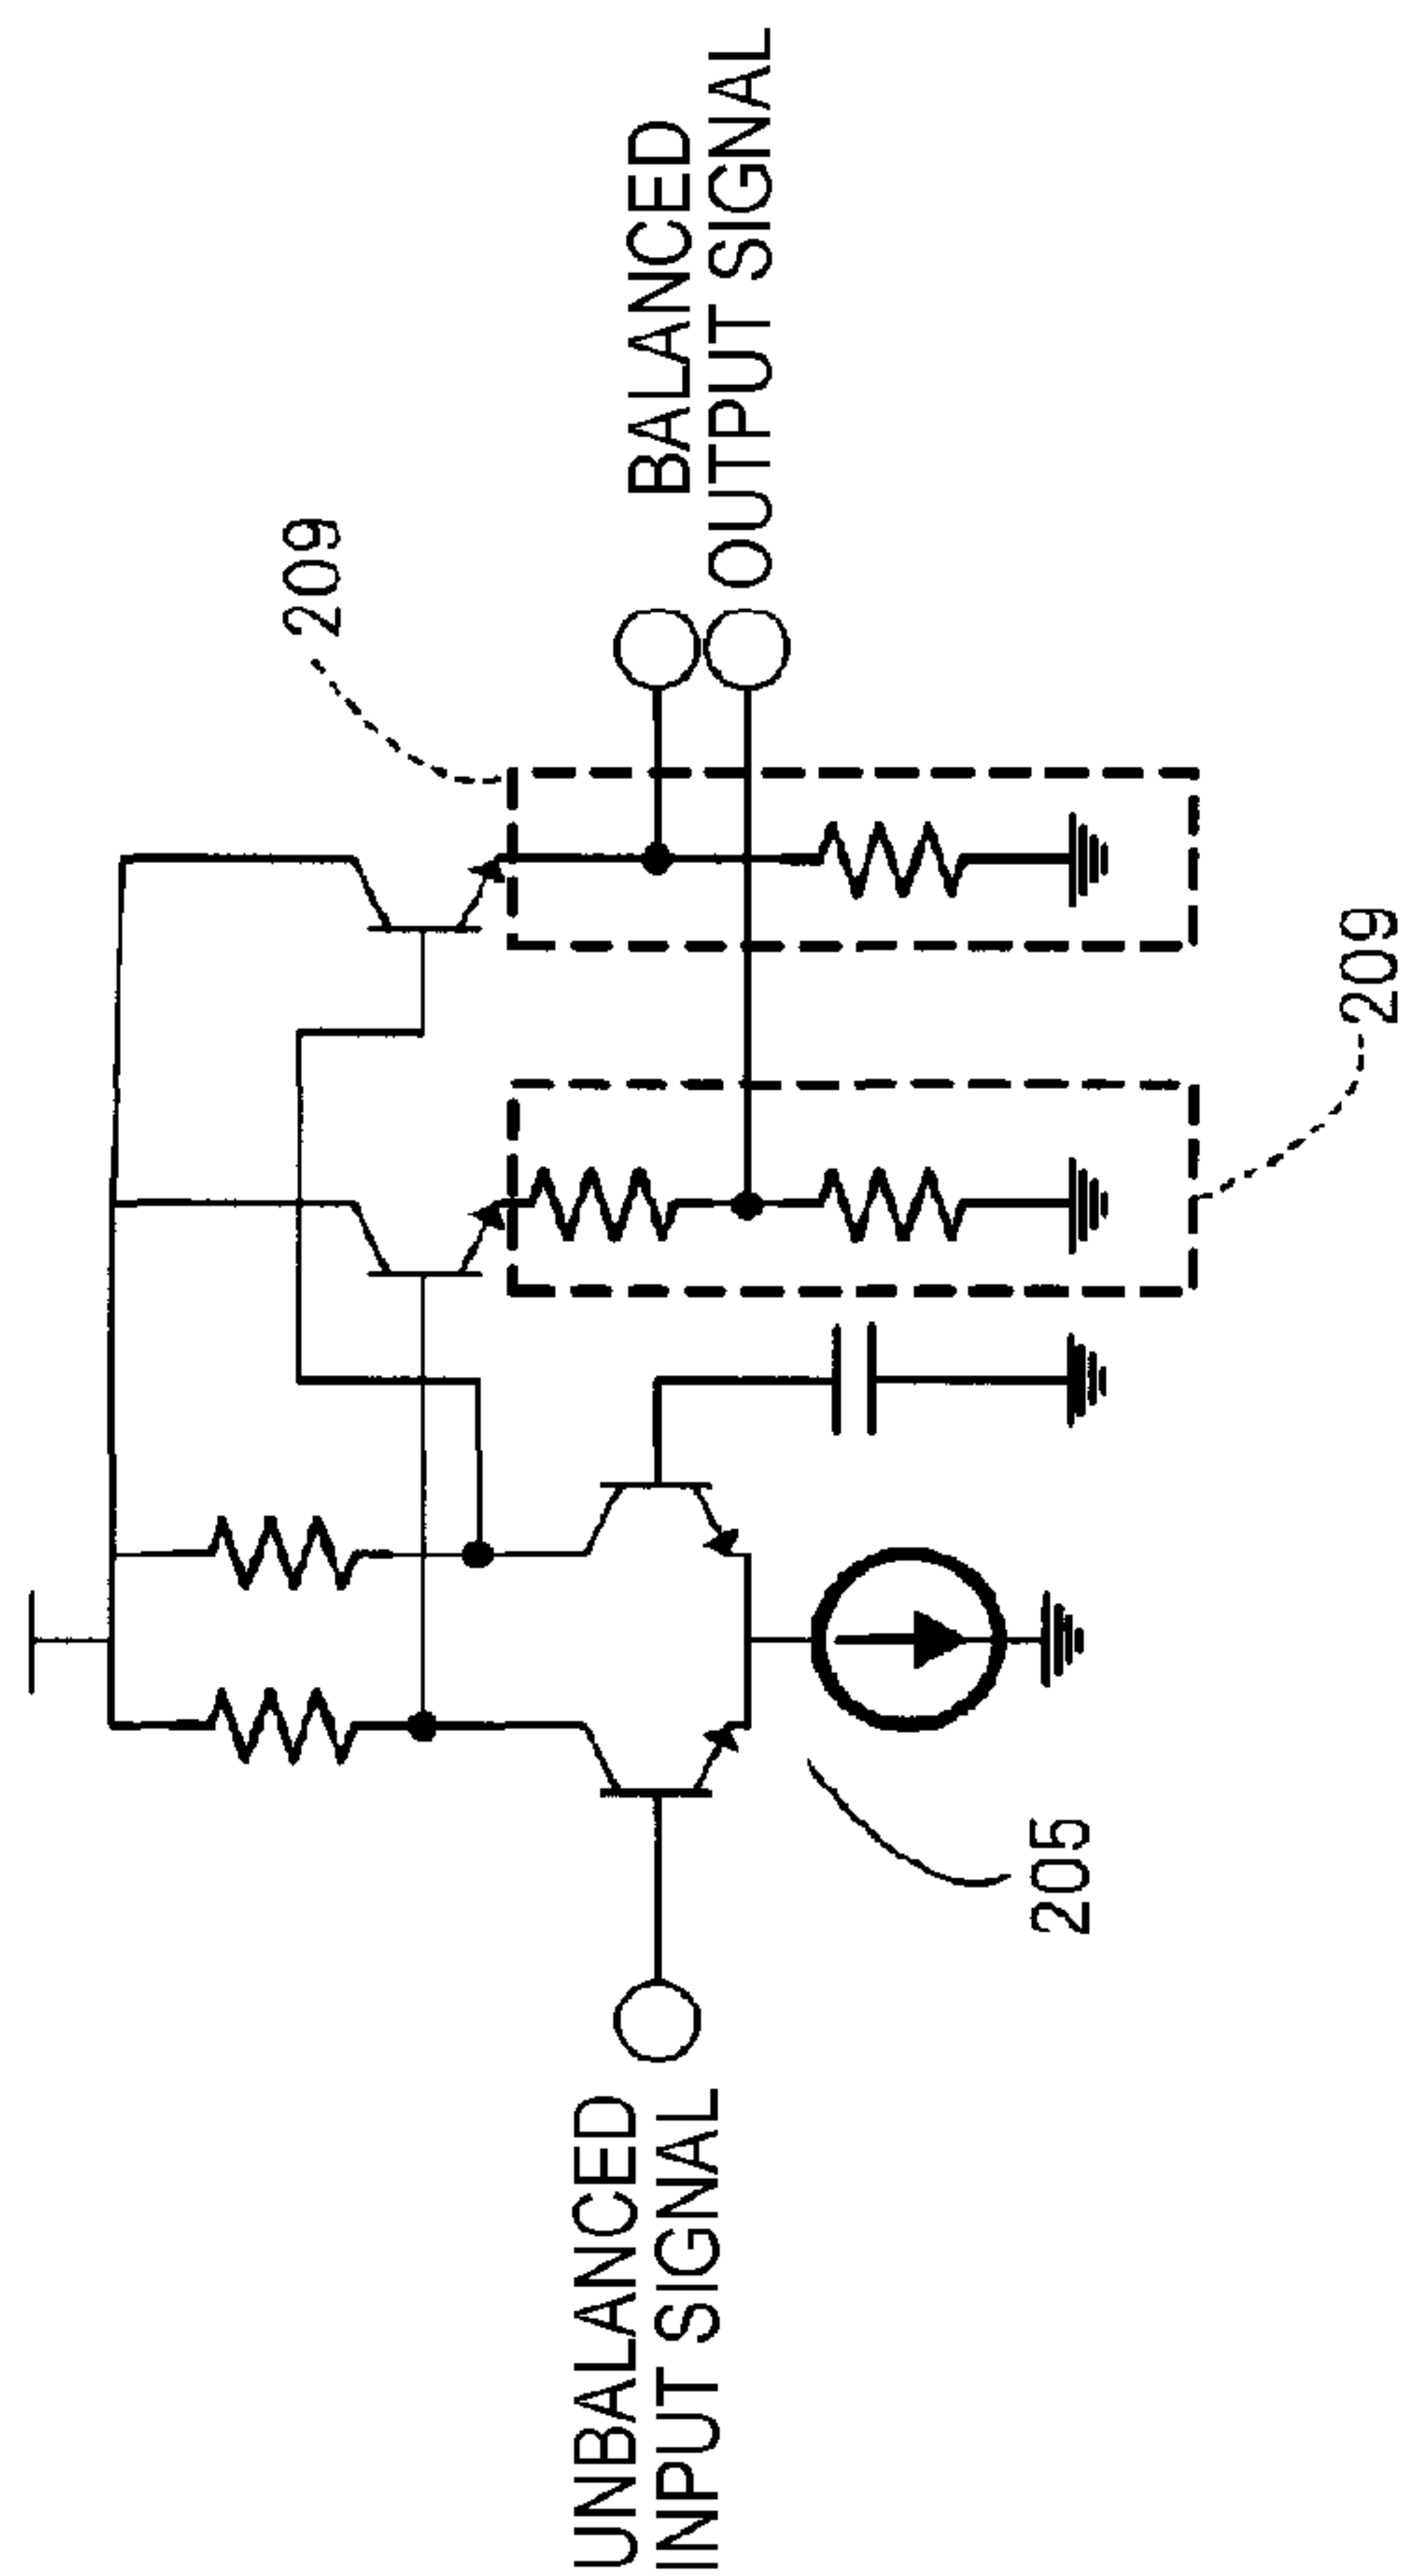 UNBALANCED
INPUT SIGNAL
205
209
209
BALANCED
OUTPUT SIGNAL